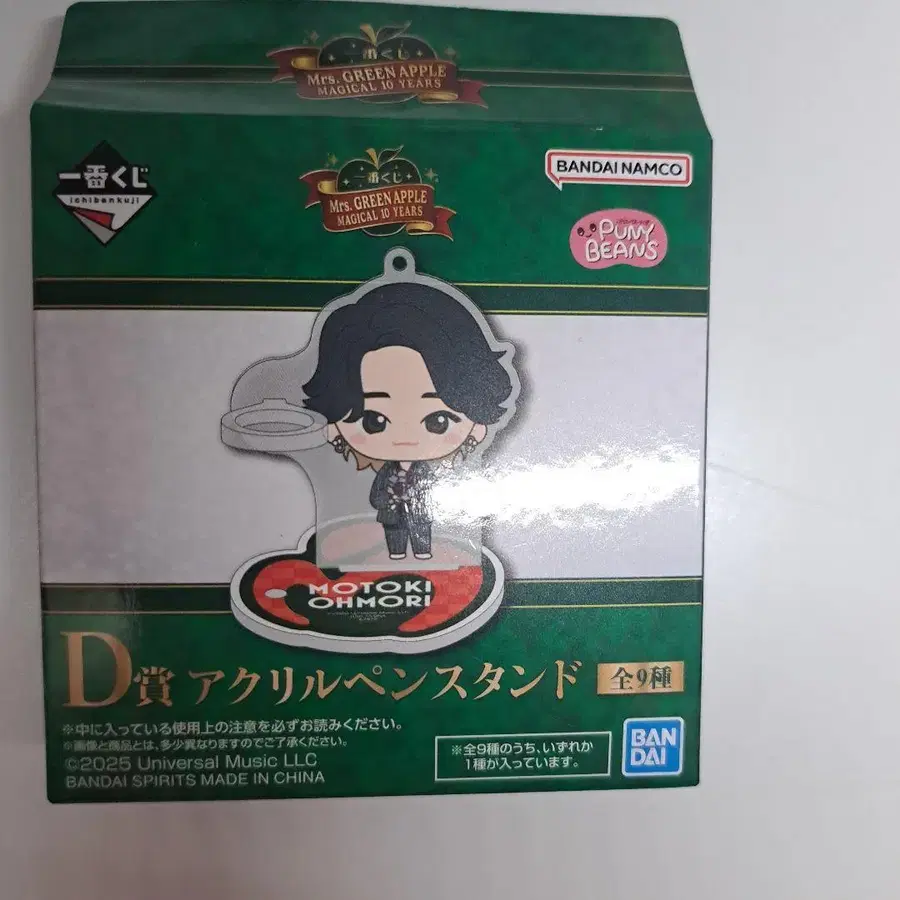 一番くじ
Mrs. GREEN APPLE
MAGICAL 10 YEARS
一番くじ
ichibankuji
一番くじ
Mrs. GREEN APPLE
MAGICAL 10 YEARS
BANDAI NAMCO
PUNY
BEANS
MOTOKI
OHMORI
D賞 アクリルペンスタンド 全9種
※中に入っている使用上の注意を必ずお読みください。
※画像と商品とは、多少異なりますのでご了承ください。
©2025 Universal Music LLC
BANDAI SPIRITS MADE IN CHINA
※全9種のうち、いずれか
1種が入っています。
BAN
DAI